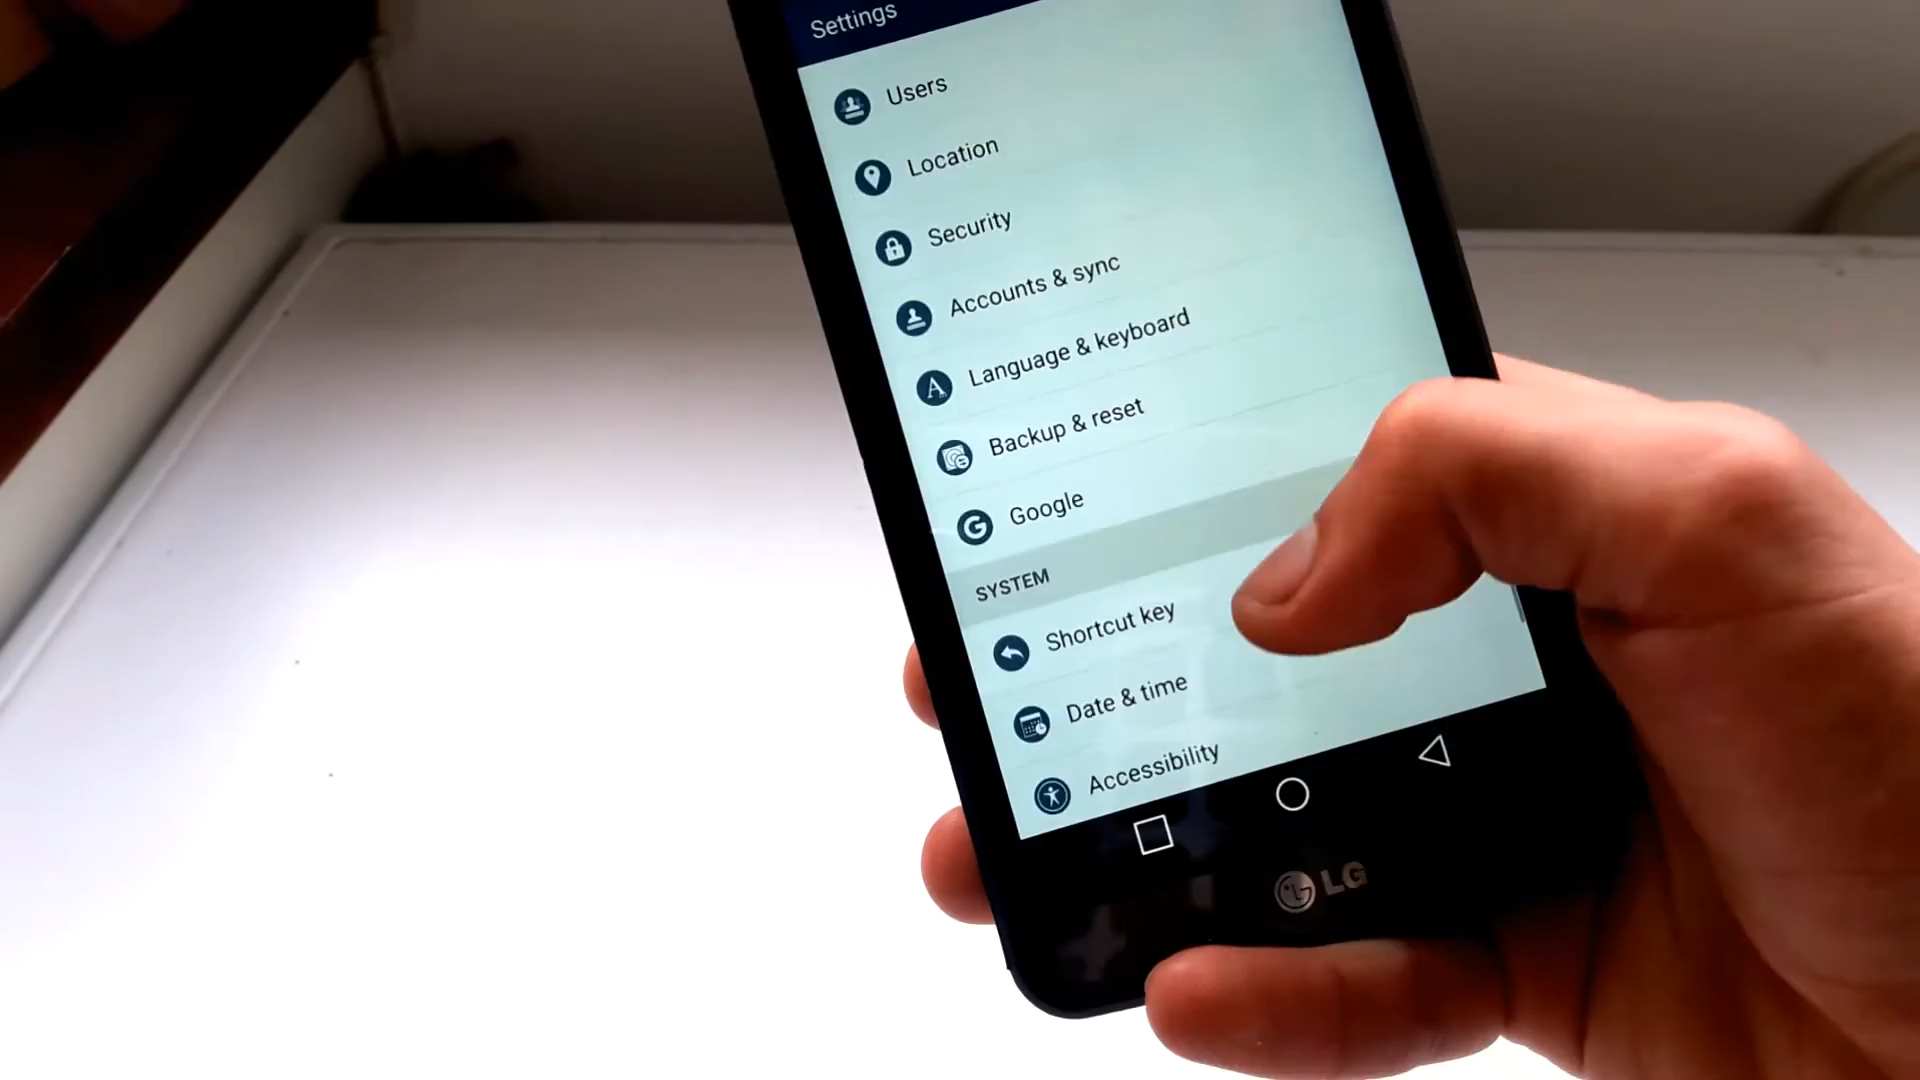 Settings
Users
Location
Security
Accounts & sync
Language & keyboard
Backup & reset
Google
SYSTEM
Shortcut key
Date & time
Accessibility
LG